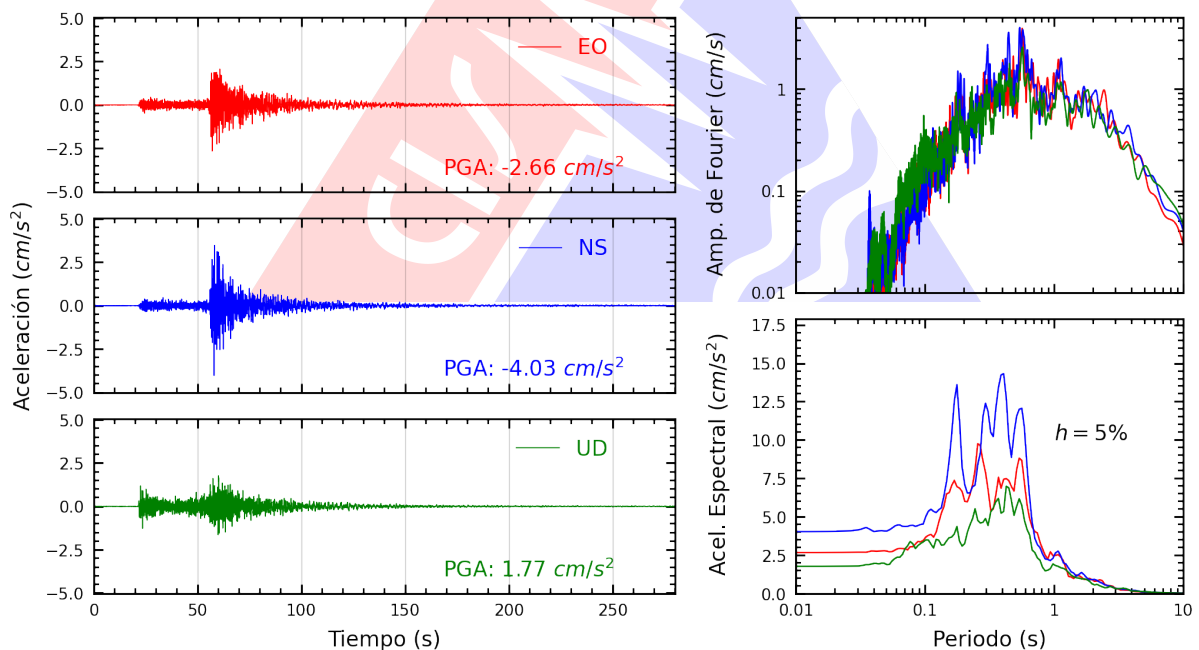 Aceleración (cm/s²)
5.0
2.5
0.0
−2.5
−5.0
EO
PGA: -2.66 cm/s²
5.0
2.5
0.0
−2.5
−5.0
NS
PGA: -4.03 cm/s²
5.0
2.5
0.0
−2.5
−5.0
UD
PGA: 1.77 cm/s²
0 50 100 150 200 250
Tiempo (s)
Amp. de Fourier (cm/s)
1
0.1
0.01
Acel. Espectral (cm/s²)
17.5
15.0
12.5
10.0
7.5
5.0
2.5
0.0
h = 5%
0.01 0.1 1 10
Periodo (s)
CIS